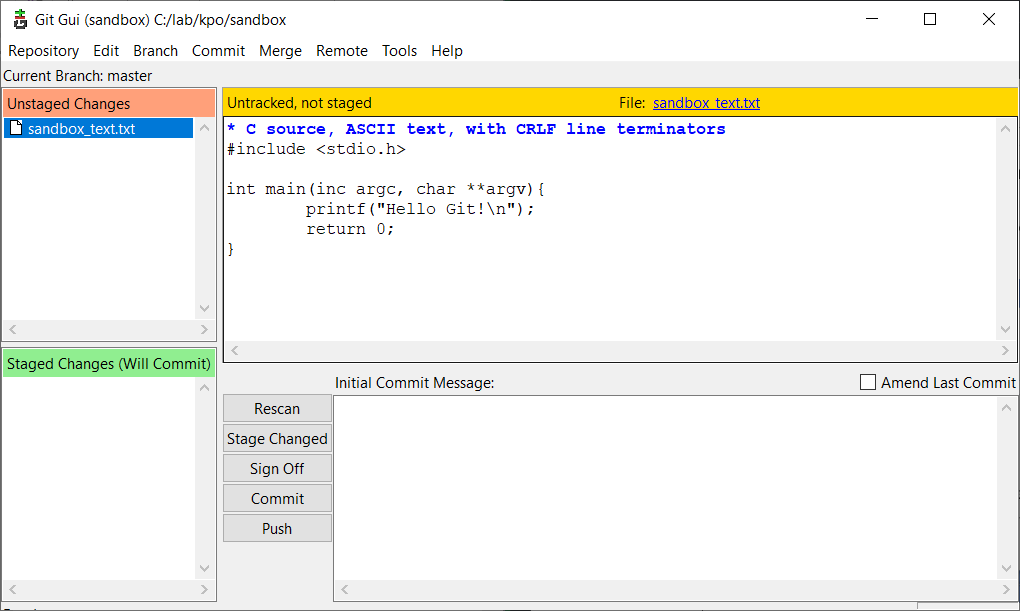 Git Gui (sandbox) C:/lab/kpo/sandbox
Repository Edit Branch Commit Merge Remote Tools Help
Current Branch: master
Unstaged Changes
sandbox_text.txt
Untracked, not staged File: sandbox_text.txt
* C source, ASCII text, with CRLF line terminators
#include <stdio.h>
int main(inc argc, char **argv){
printf("Hello Git!\n");
return 0;
}
Staged Changes (Will Commit)
Initial Commit Message: Amend Last Commit
Rescan
Stage Changed
Sign Off
Commit
Push